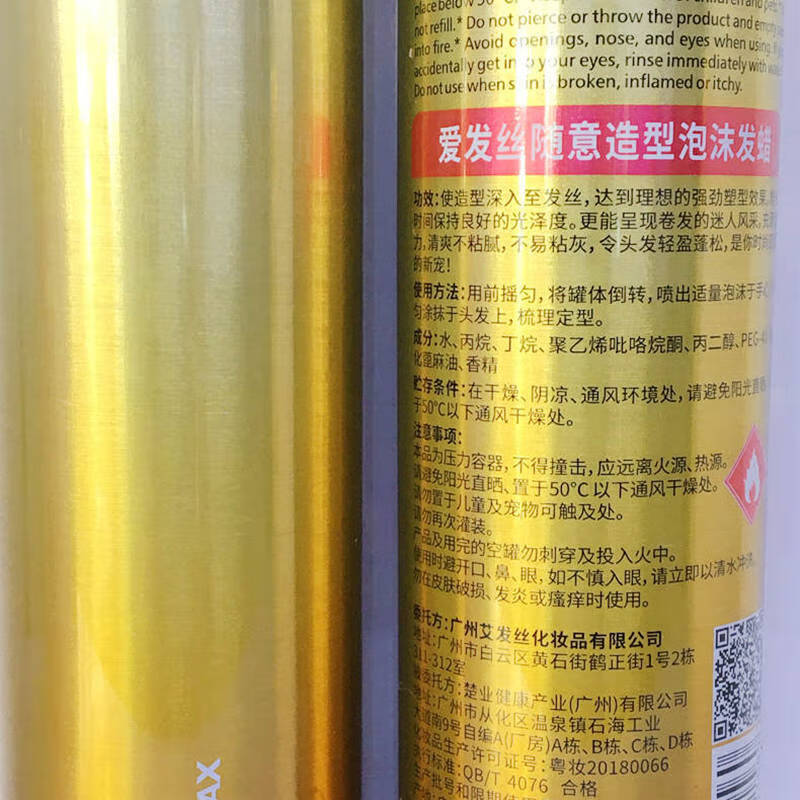 place below 50°C
not refill.* Do not pierce or throw the product and empty
into fire.* Avoid openings, nose, and eyes when using.
accidentally get into your eyes, rinse immediately with
Do not use when skin is broken, inflamed or itchy.
爱发丝随意造型泡沫发蜡
功效:使造型深入至发丝,达到理想的强劲塑型效果
时间保持良好的光泽度。更能呈现卷发的迷人风采,
力,清爽不粘腻,不易粘灰,令头发轻盈蓬松,是你时尚
的新宠!
使用方法:用前摇匀,将罐体倒转,喷出适量泡沫于手
匀涂抹于头发上,梳理定型。
成分:水、丙烷、丁烷、聚乙烯吡咯烷酮、丙二醇、PEG-40
化蓖麻油、香精
贮存条件:在干燥、阴凉、通风环境处,请避免阳光直晒
于50°C以下通风干燥处。
注意事项:
本品为压力容器,不得撞击,应远离火源、热源。
请避免阳光直晒、置于50°C以下通风干燥处。
请勿置于儿童及宠物可触及处。
请勿再次灌装。
产品及用完的空罐勿刺穿及投入火中。
使用时避开口、鼻、眼,如不慎入眼,请立即以清水冲洗
勿在皮肤破损、发炎或瘙痒时使用。
委托方:广州艾发丝化妆品有限公司
地址:广州市白云区黄石街鹤正街1号2栋
311-312室
被委托方:楚业健康产业(广州)有限公司
地址:广州市从化区温泉镇石海工业
大道南9号自编A(厂房)A栋、B栋、C栋、D栋
化妆品生产许可证号:粤妆20180066
执行标准:QB/T 4076 合格
生产批号和限期使用
AX